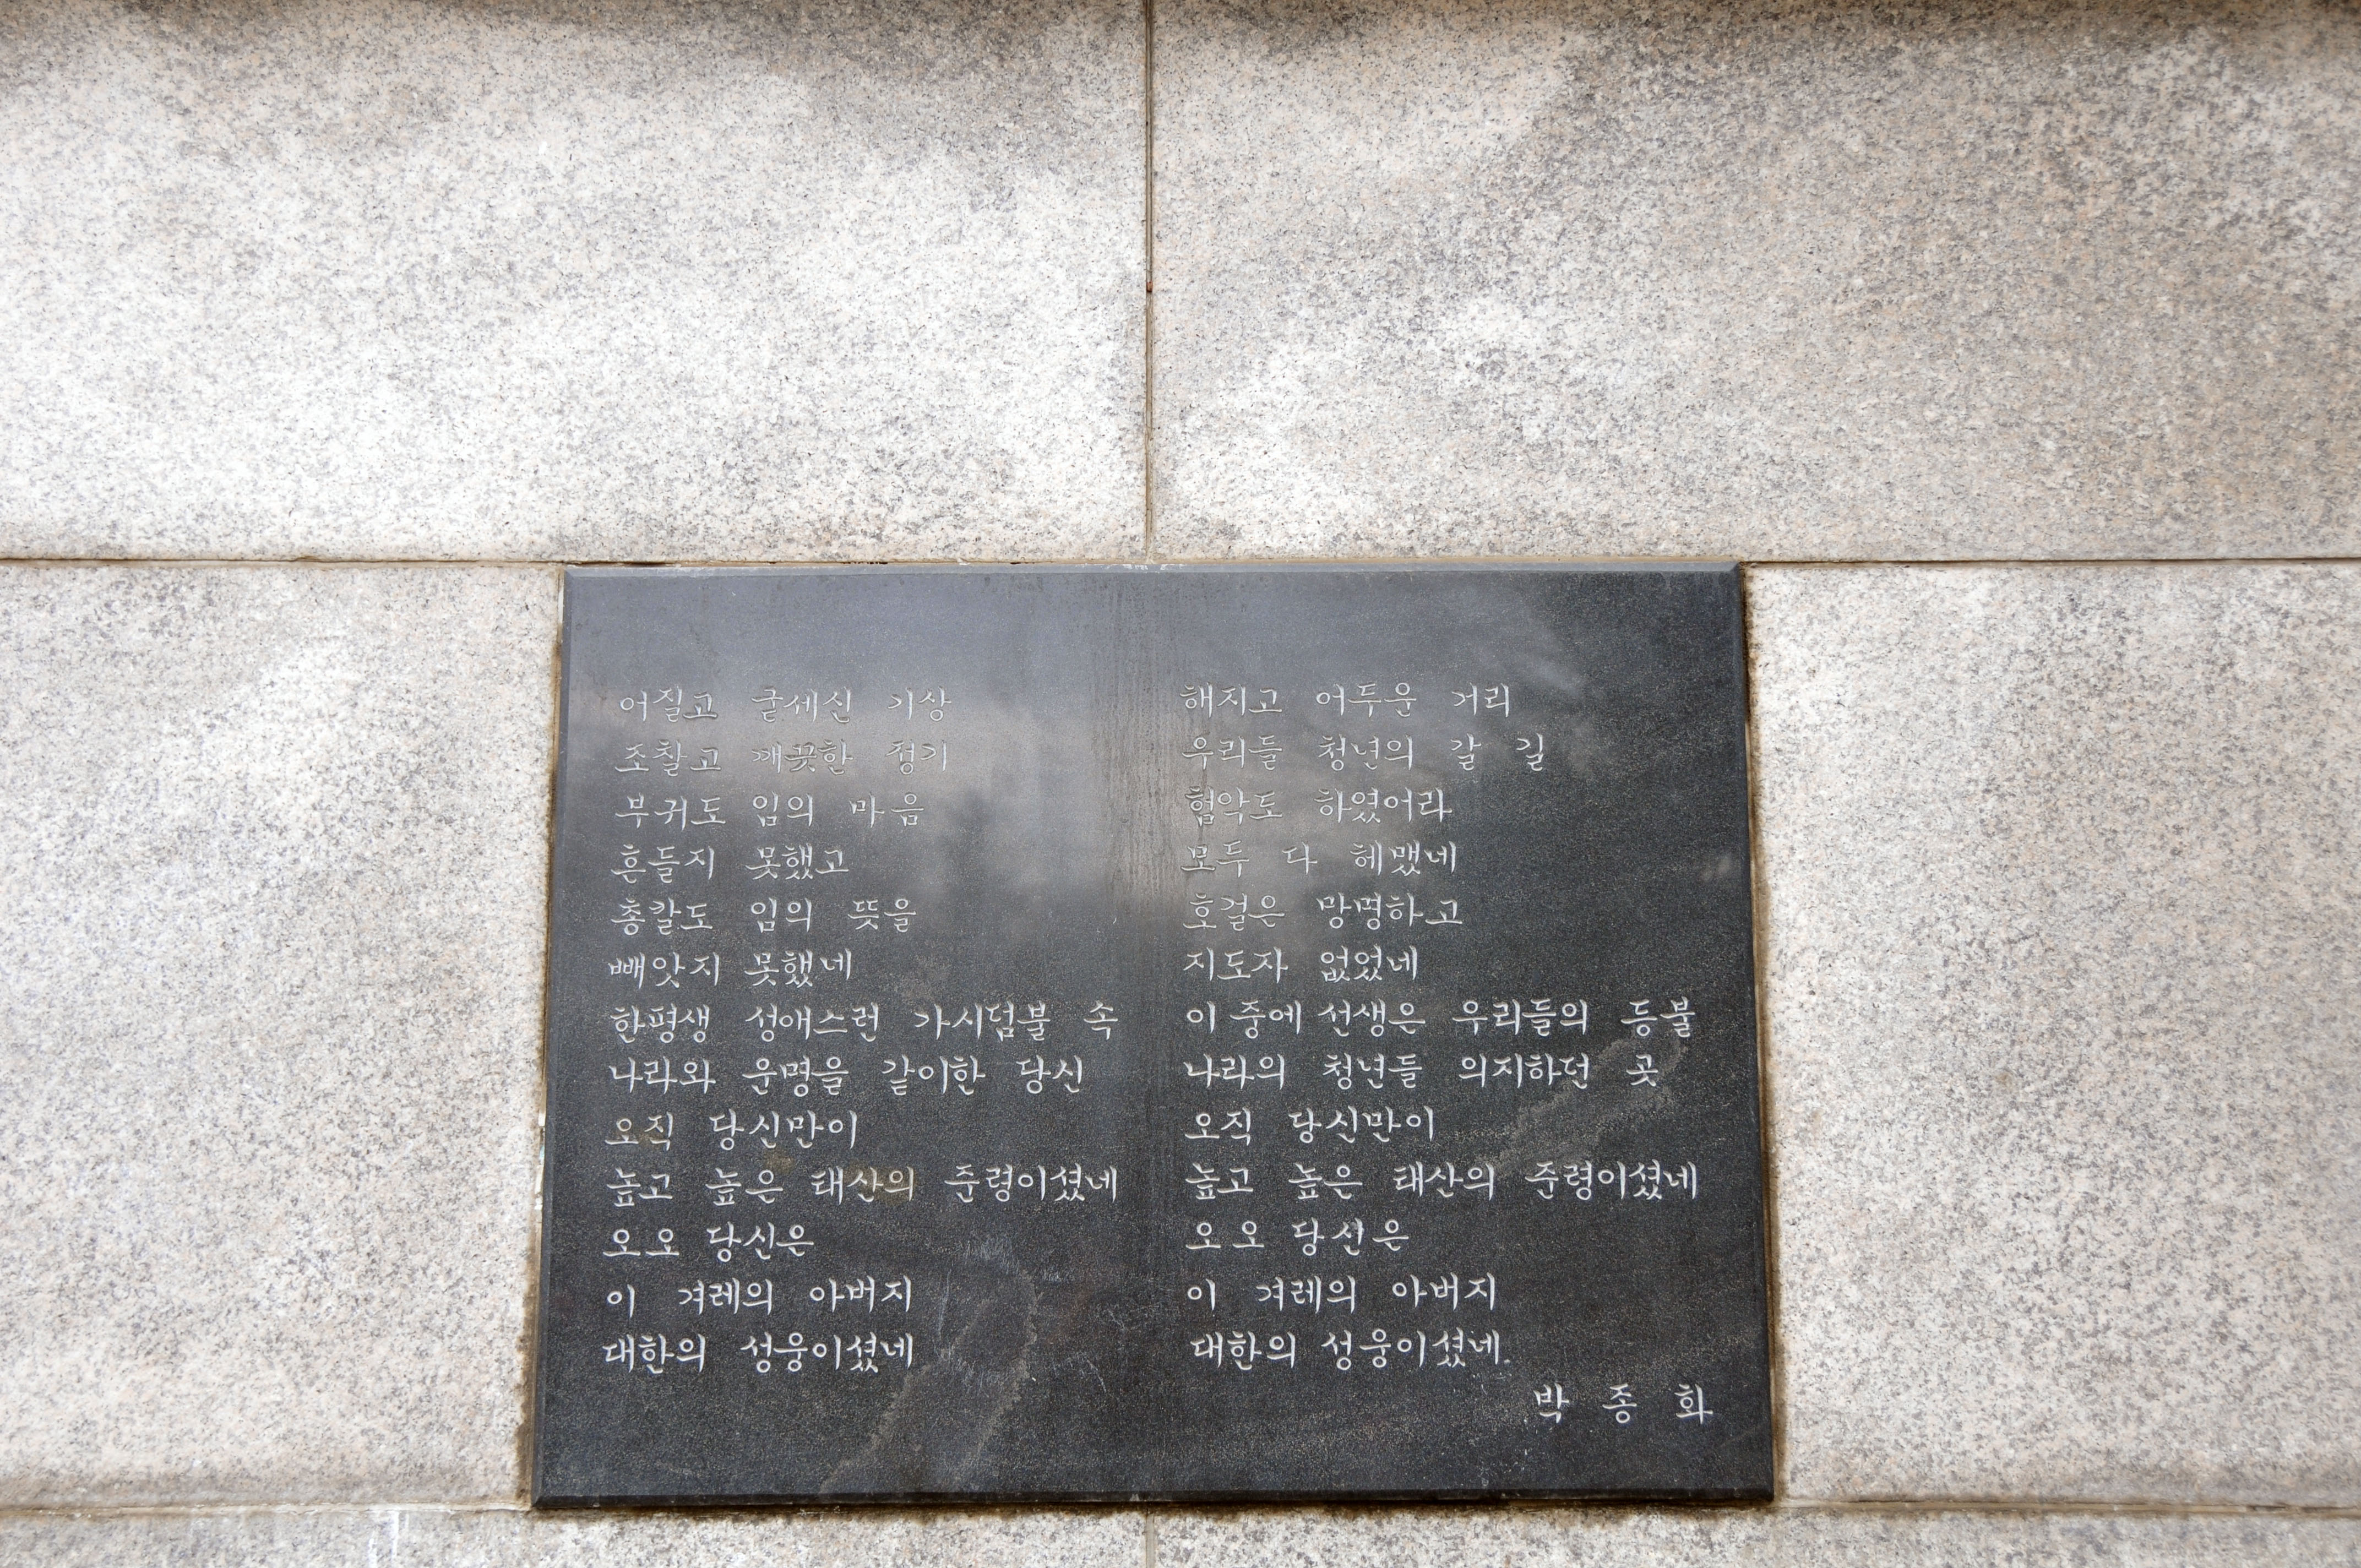 어질고 굳세신 기상
조찰고 깨끗한 정기
부귀도 임의 마음
흔들지 못했고
총칼도 임의 뜻을
빼앗지 못했네
한평생 성애스런 가시덤불 속
나라와 운명을 같이한 당신
오직 당신만이
높고 높은 태산의 준령이셨네
오오 당신은
이 겨레의 아버지
대한의 성웅이셨네
해지고 어두운 거리
우리들 청년의 갈 길
험악도 하였어라
모두 다 헤맸네
호걸은 망명하고
지도자 없었네
이 중에 선생은 우리들의 등불
나라의 청년들 의지하던 곳
오직 당신만이
높고 높은 태산의 준령이셨네
오오 당신은
이 겨레의 아버지
대한의 성웅이셨네.
박 종 화